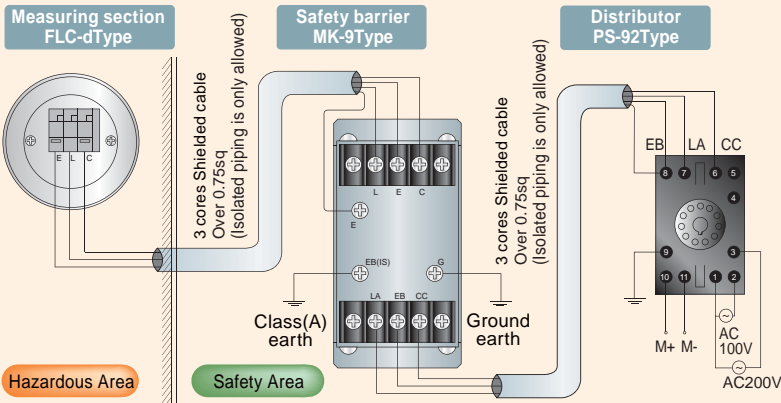 Measuring section
FLC-dType
Safety barrier
MK-9Type
Distributor
PS-92Type
E L C
3 cores Shielded cable
Over 0.75sq
(Isolated piping is only allowed)
L E C
E
EB(IS)
G
LA EB CC
Class(A)
earth
Ground
earth
3 cores Shielded cable
Over 0.75sq
(Isolated piping is only allowed)
EB LA CC
8 7 6 5
4
9 3
10 11 1 2
M+ M-
AC
100V
AC200V
Hazardous Area
Safety Area